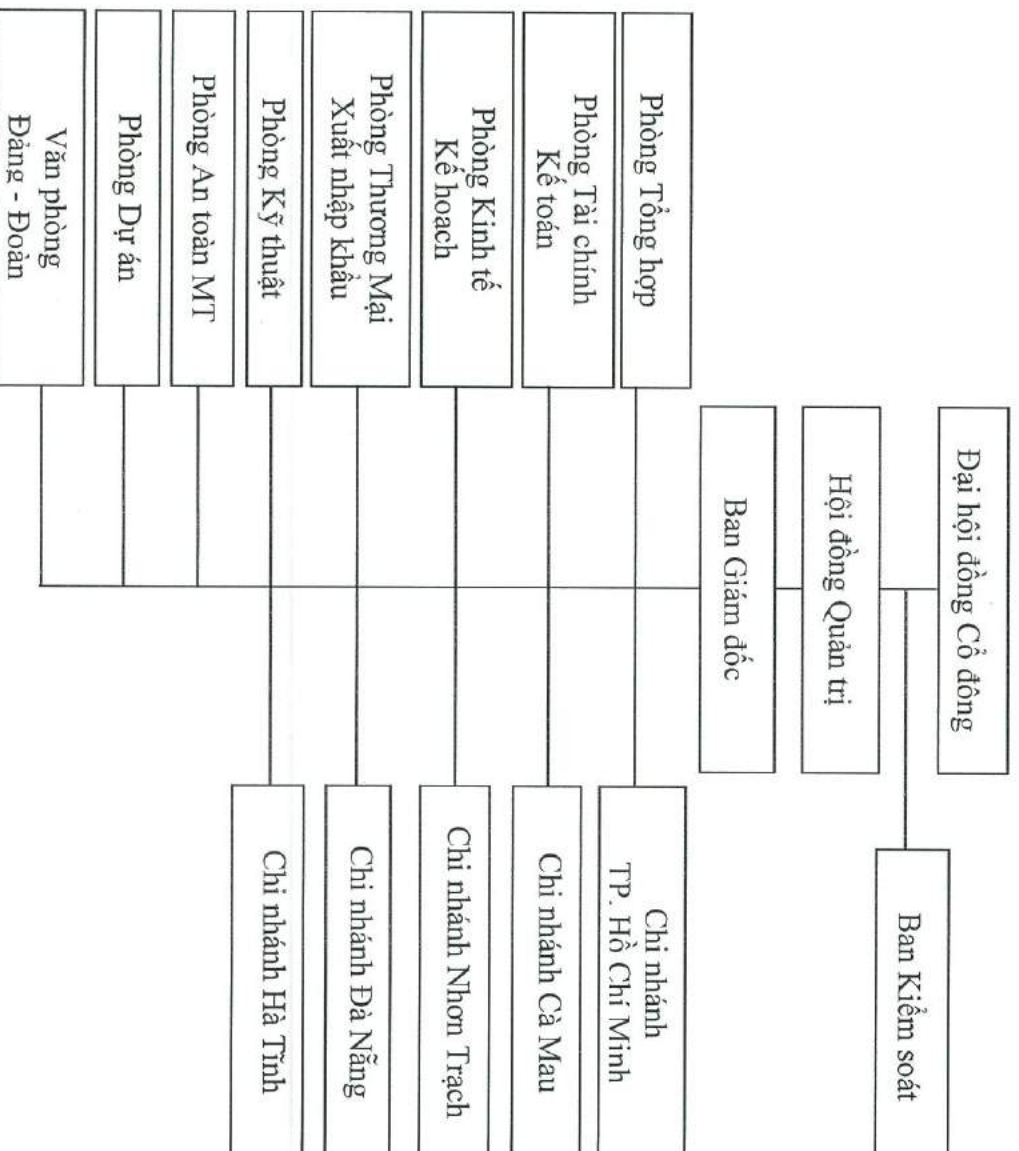 Đại hội đồng Cổ đông
Ban Kiểm soát
Hội đồng Quản trị
Ban Giám đốc
Phòng Tổng hợp
Phòng Tài chính
Kế toán
Phòng Kinh tế
Kế hoạch
Phòng Thương Mại
Xuất nhập khẩu
Phòng Kỹ thuật
Phòng An toàn MT
Phòng Dự án
Văn phòng
Đảng - Đoàn
Chi nhánh
TP. Hồ Chí Minh
Chi nhánh Cà Mau
Chi nhánh Nhơn Trạch
Chi nhánh Đà Nẵng
Chi nhánh Hà Tĩnh